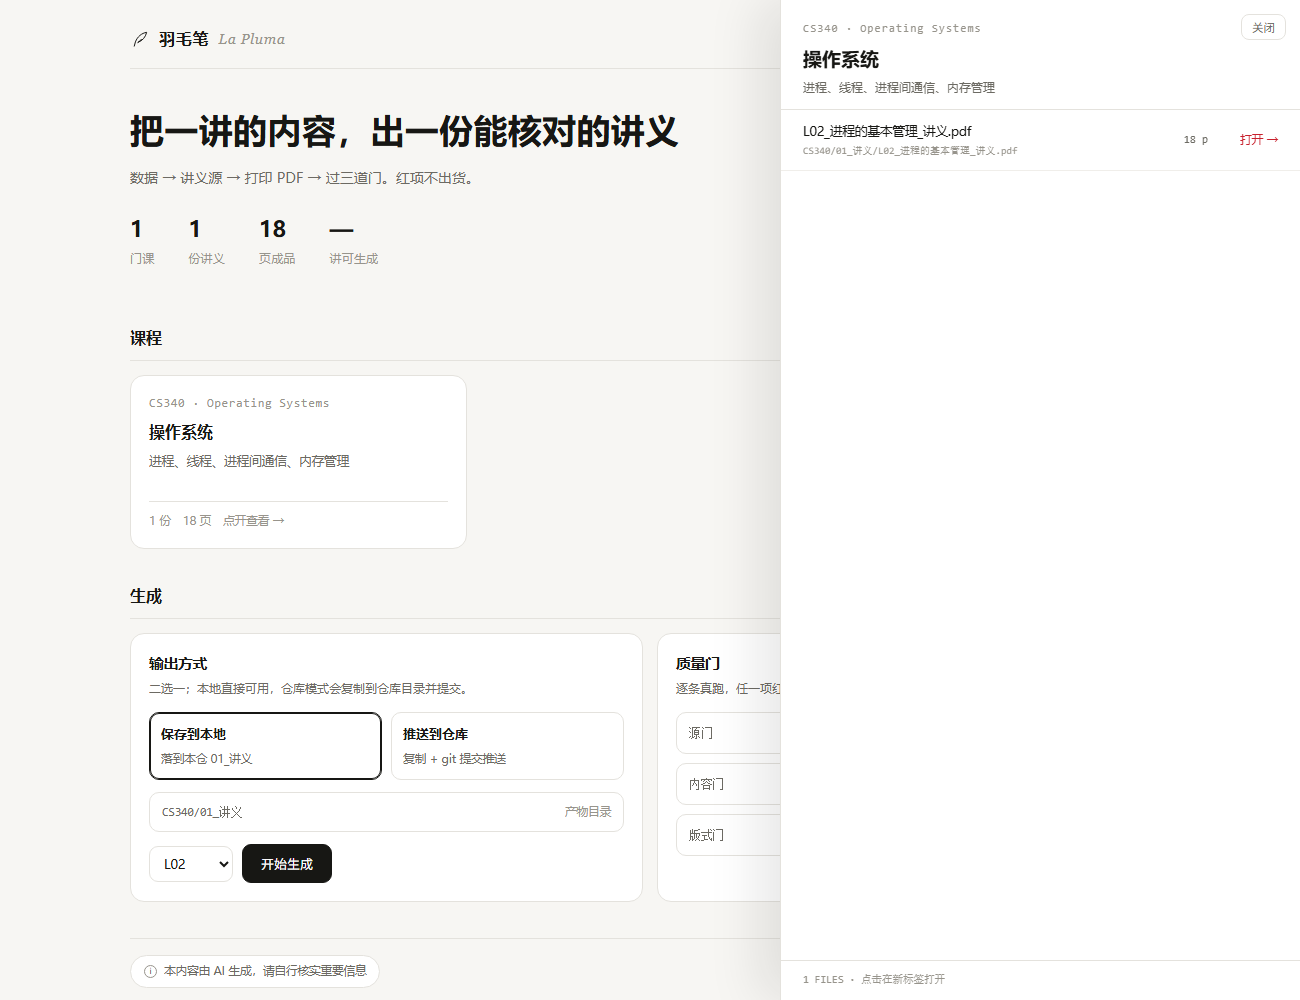 羽毛笔 La Pluma
把一讲的内容，出一份能核对的讲义
数据 → 讲义源 → 打印 PDF → 过三道门。红项不出货。
1 1 18 —
门课 份讲义 页成品 讲可生成
课程
CS340 · Operating Systems
操作系统
进程、线程、进程间通信、内存管理
1 份 18 页 点开查看 →
生成
输出方式
二选一；本地直接可用，仓库模式会复制到仓库目录并提交。
保存到本地
落到本仓 01_讲义
推送到仓库
复制 + git 提交推送
CS340/01_讲义 产物目录
L02 开始生成
质量门
逐条真跑，任一项红
源门
内容门
版式门
本内容由 AI 生成，请自行核实重要信息
CS340 · Operating Systems
关闭
操作系统
进程、线程、进程间通信、内存管理
L02_进程的基本管理_讲义.pdf
CS340/01_讲义/L02_进程的基本管理_讲义.pdf
18 p 打开 →
1 FILES · 点击在新标签打开